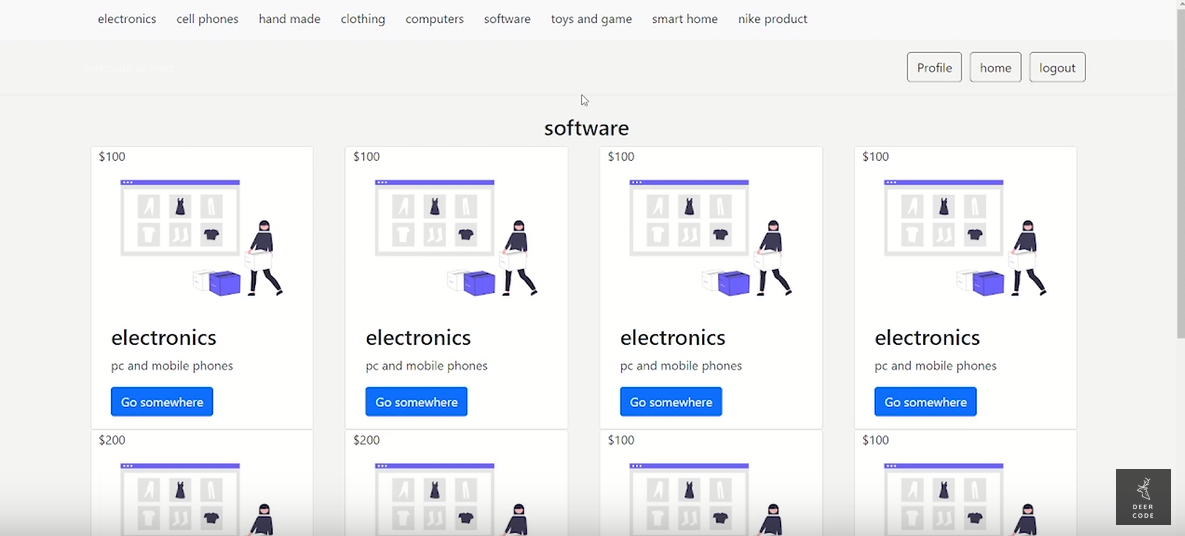 electronics cell phones hand made clothing computers software toys and game smart home nike product
Profile home logout
software
$100 $100 $100 $100
electronics electronics electronics electronics
pc and mobile phones pc and mobile phones pc and mobile phones pc and mobile phones
Go somewhere Go somewhere Go somewhere Go somewhere
$200 $200 $100 $100
DEER
CODE